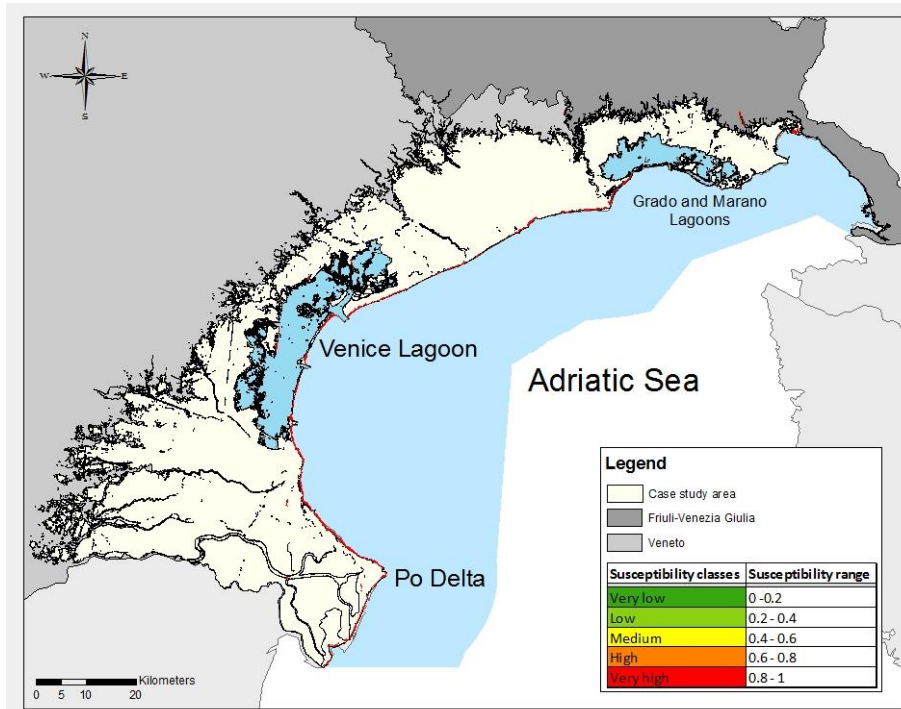 N
W E
S
Grado and Marano
Lagoons
Venice Lagoon
Adriatic Sea
Po Delta
Legend
Case study area
Friuli-Venezia Giulia
Veneto
Susceptibility classes Susceptibility range
Very low 0 -0.2
Low 0.2 - 0.4
Medium 0.4 - 0.6
High 0.6 - 0.8
Very high 0.8 - 1
Kilometers
0 5 10 20